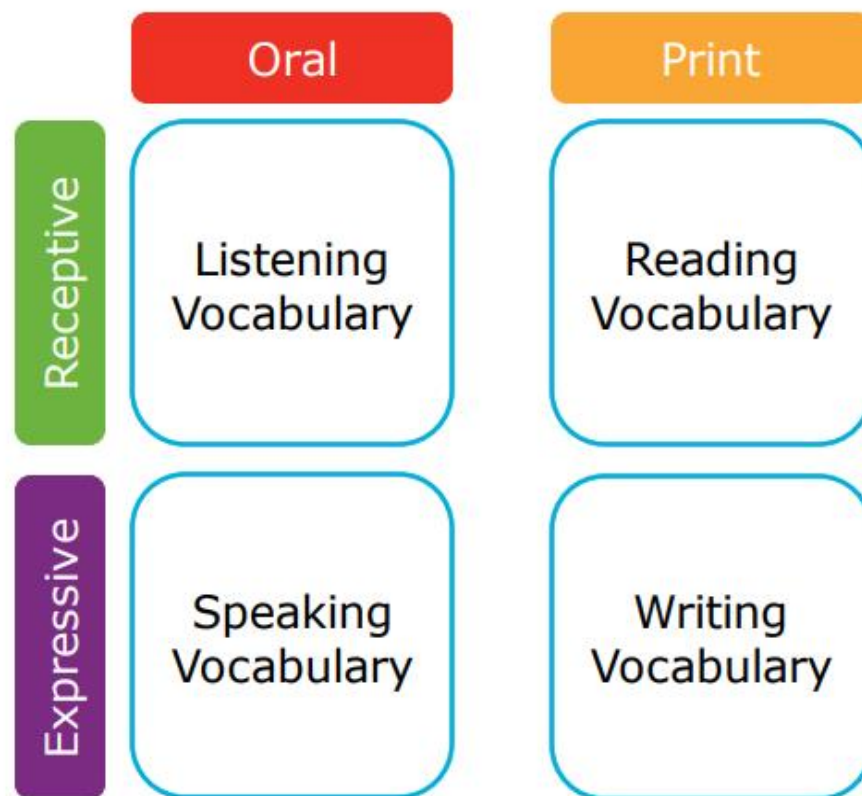 Oral
Print
Receptive
Listening
Vocabulary
Reading
Vocabulary
Expressive
Speaking
Vocabulary
Writing
Vocabulary